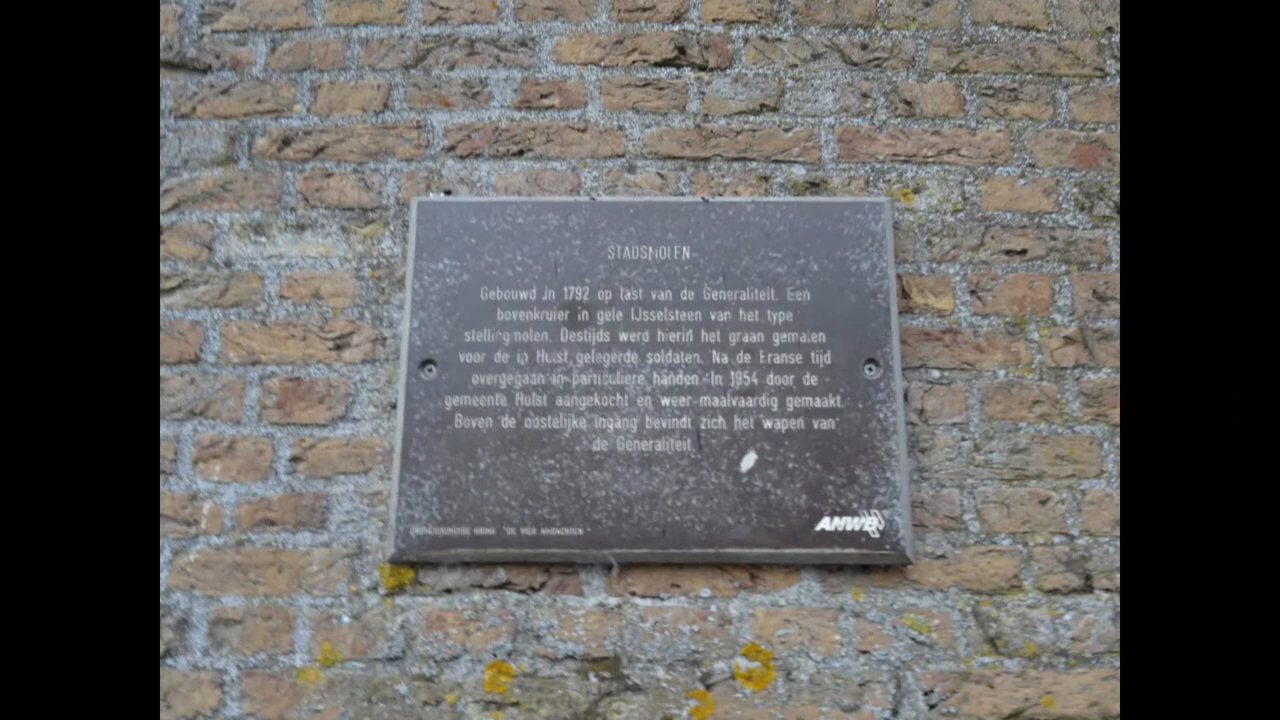 STADSMOLEN
Gebouwd in 1792 op last van de Generaliteit. Een
bovenkruier in gele IJsselsteen van het type
stellingmolen. Destijds werd hierin het graan gemalen
voor de in Hulst gelegerde soldaten. Na de Franse tijd
overgegaan in particuliere handen. In 1954 door de
gemeente Hulst aangekocht en weer maalvaardig gemaakt.
Boven de oostelijke ingang bevindt zich het wapen van
de Generaliteit.
"DE VIER AMBACHTEN"
ANWB